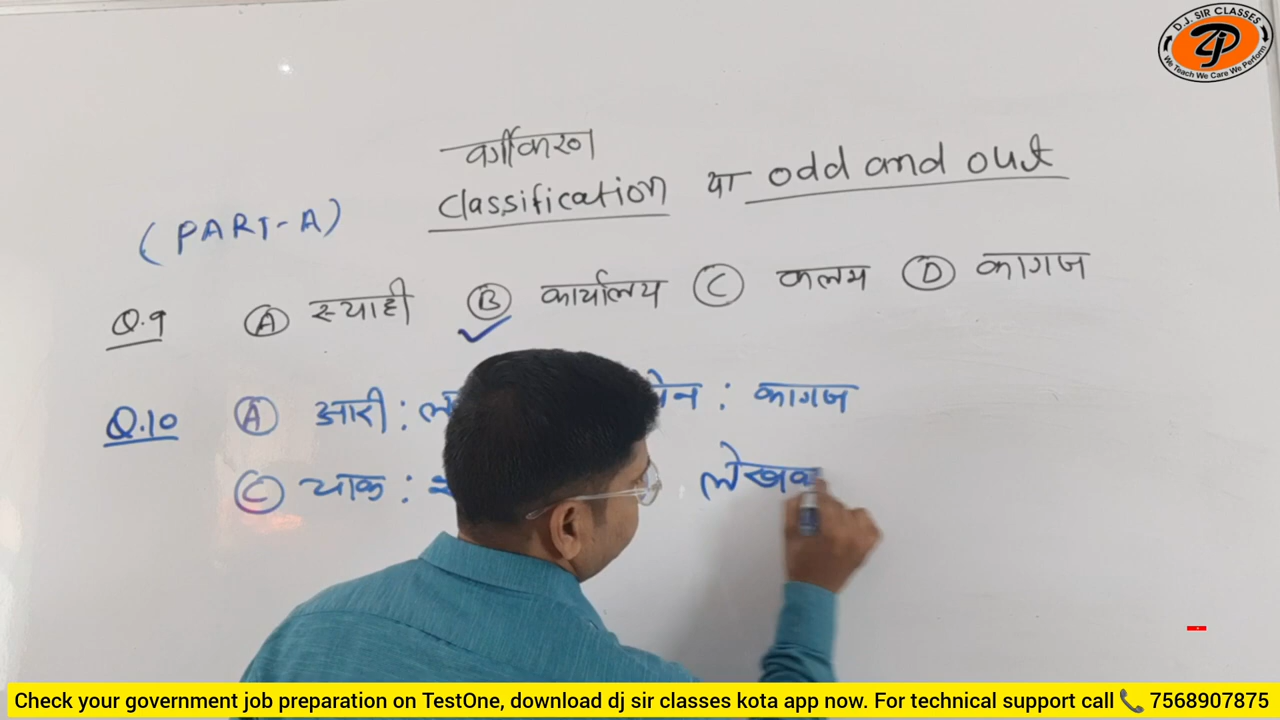 D.J. SIR CLASSES
We Teach We Care We Perform
वर्गीकरण
Classification या odd and out
(PART-A)
Q.9 (A) स्याही (B) कार्यालय (C) कलम (D) कागज
Q.10 (A) आरी : : कागज
(C) चाक : लेखक
Check your government job preparation on TestOne, download dj sir classes kota app now. For technical support call 📞 7568907875